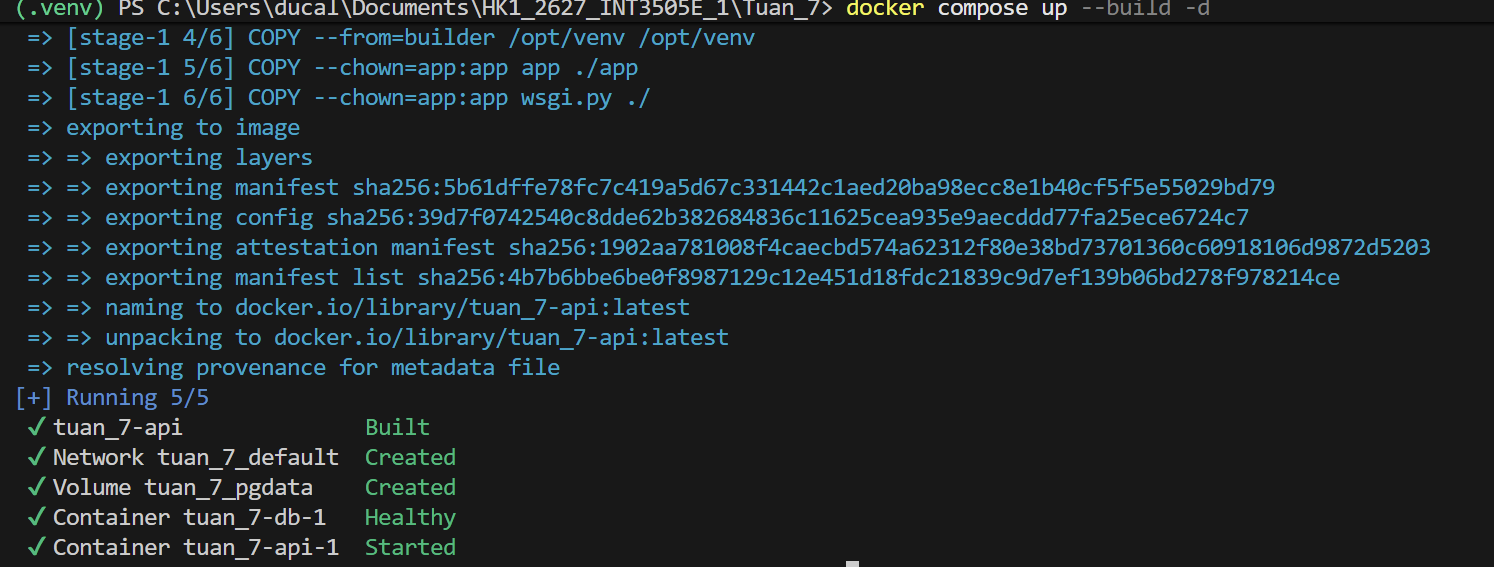 (.venv) PS C:\Users\ducal\Documents\HK1_2627_INT3505E_1\Tuan_7> docker compose up --build -d
=> [stage-1 4/6] COPY --from=builder /opt/venv /opt/venv
=> [stage-1 5/6] COPY --chown=app:app app ./app
=> [stage-1 6/6] COPY --chown=app:app wsgi.py ./
=> exporting to image
=> => exporting layers
=> => exporting manifest sha256:5b61dffe78fc7c419a5d67c331442c1aed20ba98ecc8e1b40cf5f5e55029bd79
=> => exporting config sha256:39d7f0742540c8dde62b382684836c11625cea935e9aecddd77fa25ece6724c7
=> => exporting attestation manifest sha256:1902aa781008f4caecbd574a62312f80e38bd73701360c60918106d9872d5203
=> => exporting manifest list sha256:4b7b6bbe6be0f8987129c12e451d18fdc21839c9d7ef139b06bd278f978214ce
=> => naming to docker.io/library/tuan_7-api:latest
=> => unpacking to docker.io/library/tuan_7-api:latest
=> resolving provenance for metadata file
[+] Running 5/5
✓ tuan_7-api Built
✓ Network tuan_7_default Created
✓ Volume tuan_7_pgdata Created
✓ Container tuan_7-db-1 Healthy
✓ Container tuan_7-api-1 Started